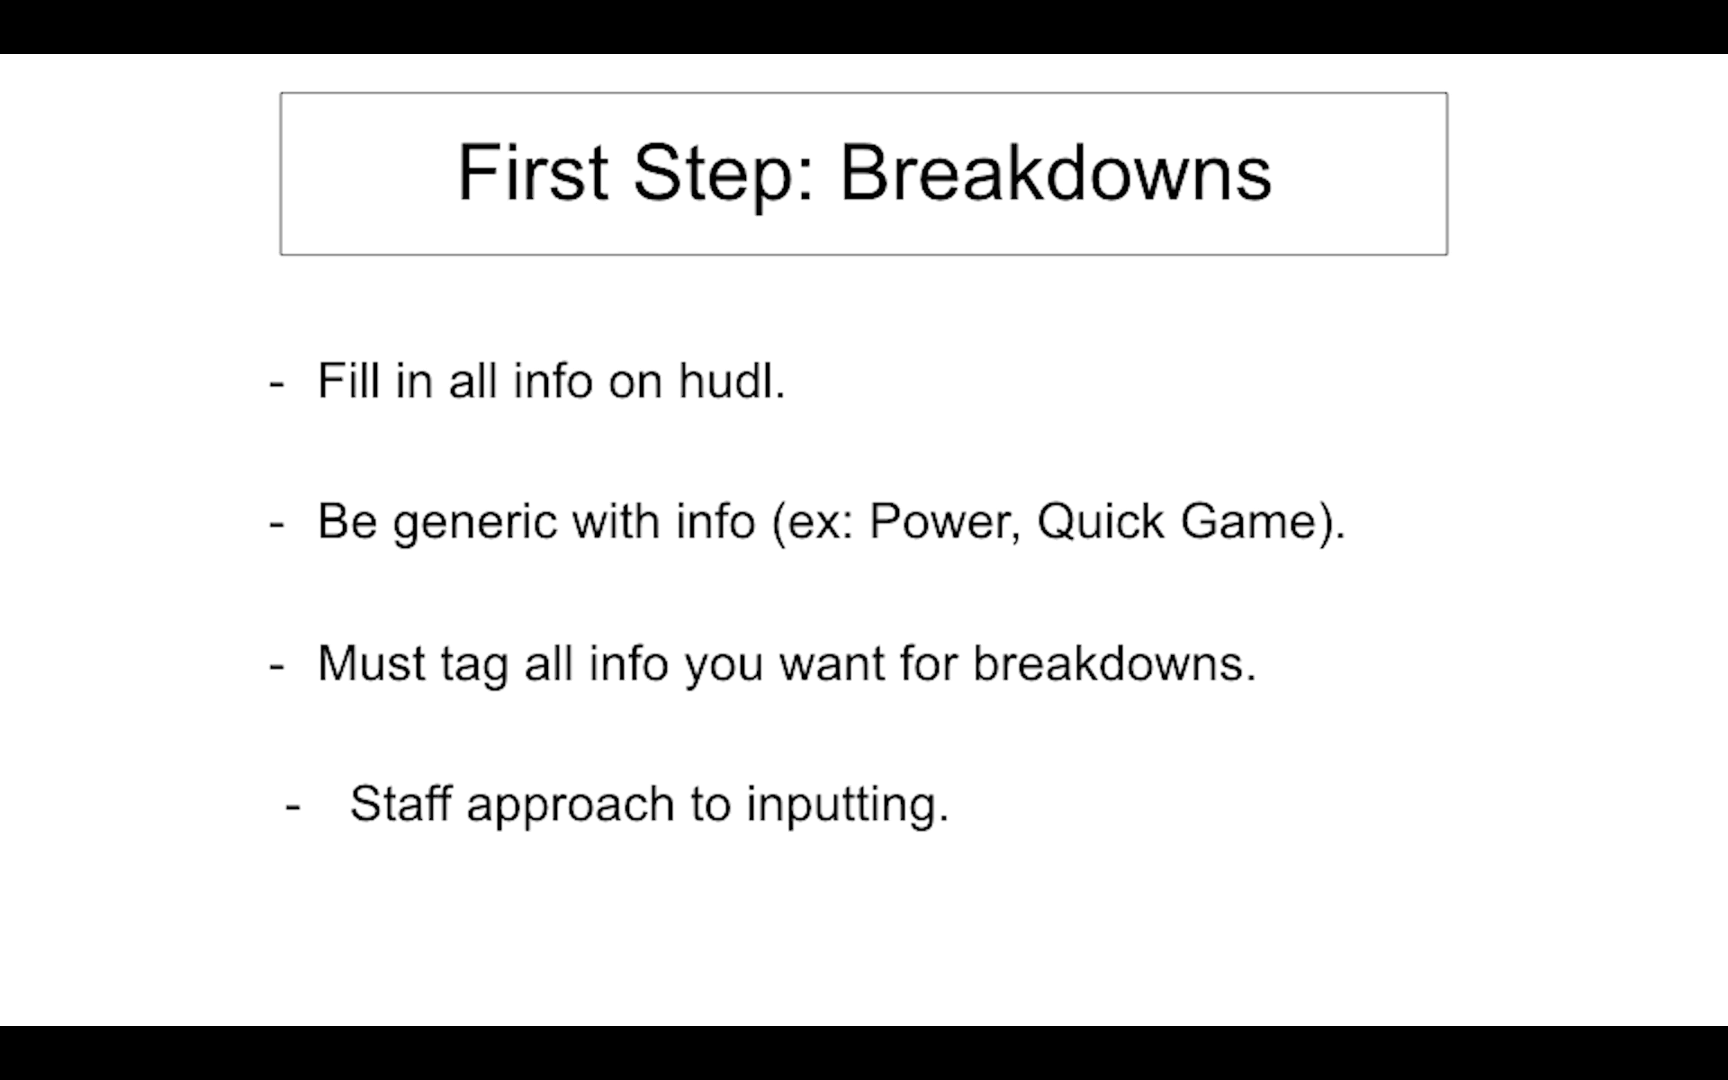 First Step: Breakdowns
- Fill in all info on hudl.
- Be generic with info (ex: Power, Quick Game).
- Must tag all info you want for breakdowns.
- Staff approach to inputting.